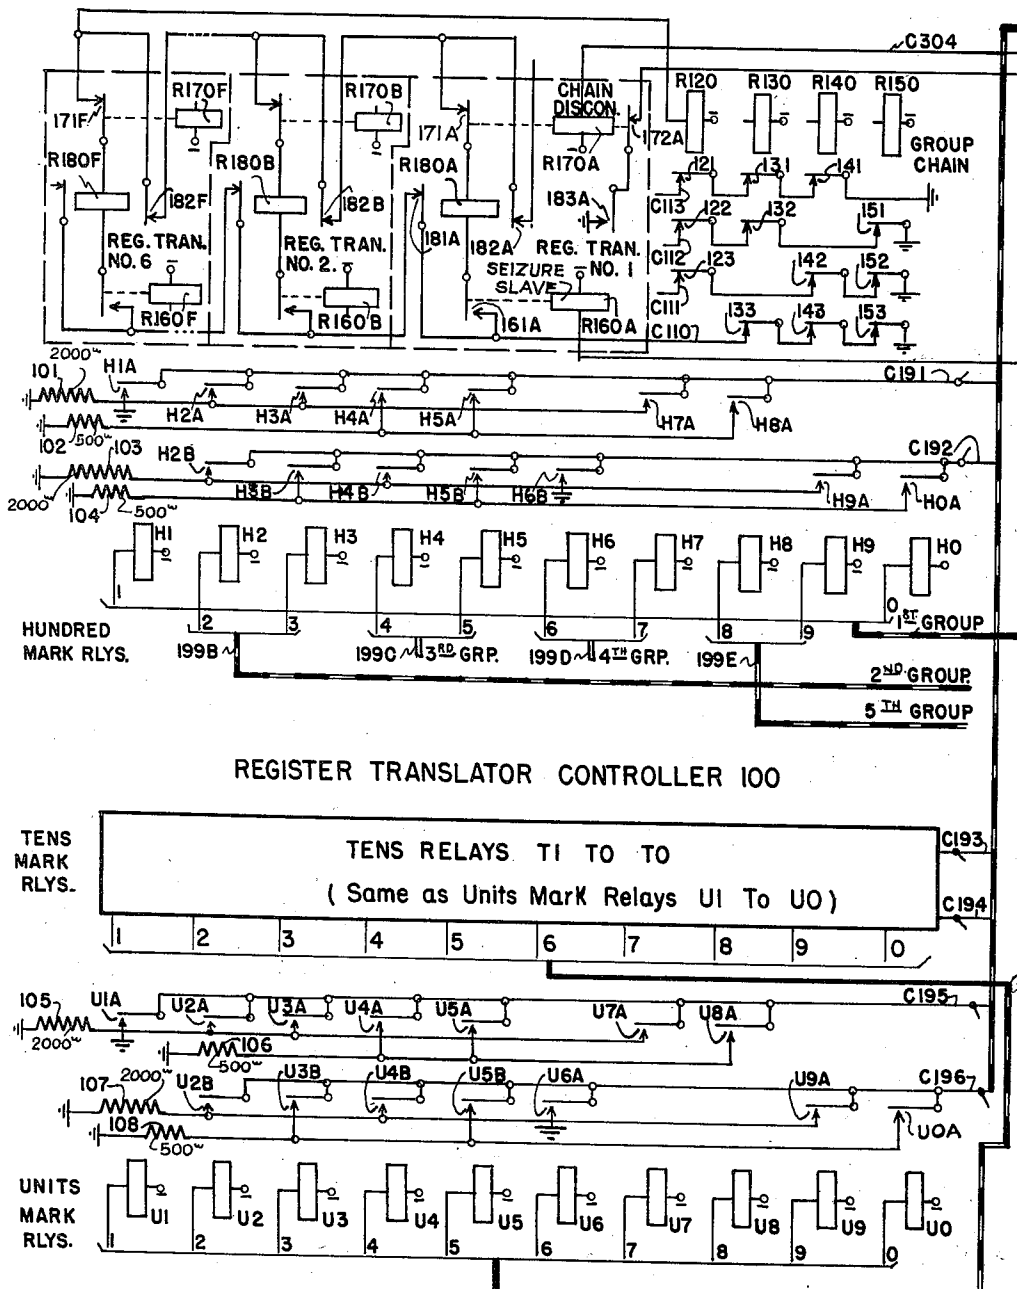 C304
R170F
R170B
CHAIN
DISCON.
R120
R130
R140
R150
171F
171A
172A
GROUP
CHAIN
R180F
R180B
R180A
R170A
121
131
141
182F
182B
181A
182A
183A
C113
122
132
151
REG. TRAN.
NO. 6
REG. TRAN.
NO. 2.
REG. TRAN.
NO. 1
SEIZURE
SLAVE
C112
123
142
152
R160F
R160B
161A
R160A
C111
C110
133
143
153
2000ω
101
H1A
H2A
H3A
H4A
H5A
H7A
H8A
C191
102
500ω
103
H2B
H3B
H4B
H5B
H6B
H9A
H0A
C192
2000ω
104
500ω
H1
H2
H3
H4
H5
H6
H7
H8
H9
H0
1
2
3
4
5
6
7
8
9
0
HUNDRED
MARK RLYS.
1ST GROUP
199B
199C
3RD GRP.
199D
4TH GRP.
199E
2ND GROUP.
5TH GROUP
REGISTER TRANSLATOR CONTROLLER 100
TENS
MARK
RLYS.
TENS RELAYS T1 TO TO
(Same as Units Mark Relays U1 To U0)
C193
C194
1
2
3
4
5
6
7
8
9
0
105
2000ω
U1A
U2A
U3A
U4A
U5A
U7A
U8A
C195
106
500ω
107
2000ω
U2B
U3B
U4B
U5B
U6A
U9A
U0A
C196
108
500ω
UNITS
MARK
RLYS.
U1
U2
U3
U4
U5
U6
U7
U8
U9
U0
1
2
3
4
5
6
7
8
9
0